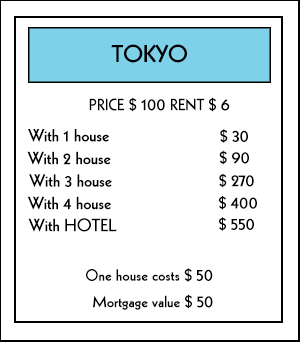 TOKYO
PRICE $ 100 RENT $ 6
With 1 house $ 30
With 2 house $ 90
With 3 house $ 270
With 4 house $ 400
With HOTEL $ 550
One house costs $ 50
Mortgage value $ 50